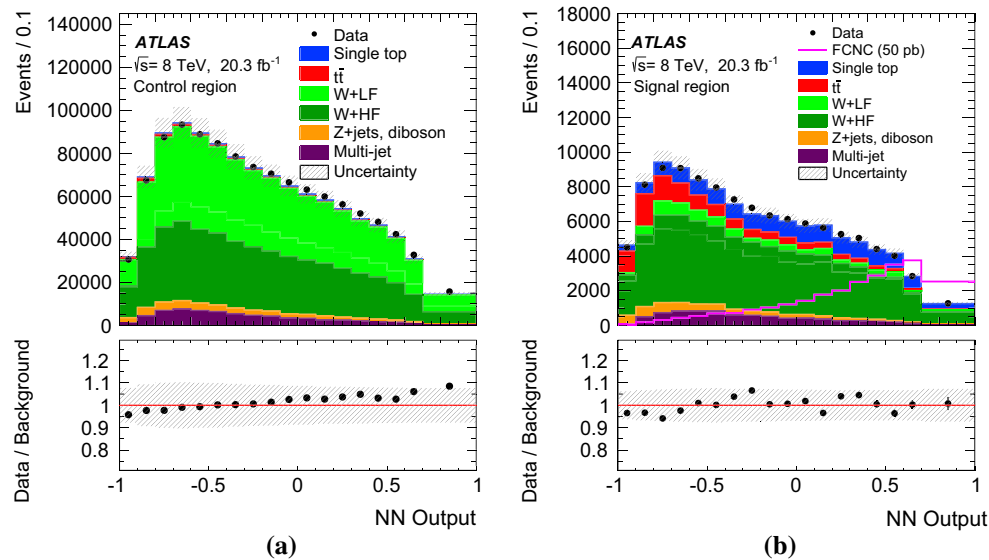 Events / 0.1
140000
120000
100000
80000
60000
40000
20000
0
ATLAS
√s= 8 TeV, 20.3 fb-1
Control region
Data
Single top
tt̄
W+LF
W+HF
Z+jets, diboson
Multi-jet
Uncertainty
Data / Background
1.2
1.1
1
0.9
0.8
-1
-0.5
0
0.5
1
NN Output
(a)
Events / 0.1
18000
16000
14000
12000
10000
8000
6000
4000
2000
0
ATLAS
√s= 8 TeV, 20.3 fb-1
Signal region
Data
FCNC (50 pb)
Single top
tt̄
W+LF
W+HF
Z+jets, diboson
Multi-jet
Uncertainty
Data / Background
1.2
1.1
1
0.9
0.8
-1
-0.5
0
0.5
1
NN Output
(b)